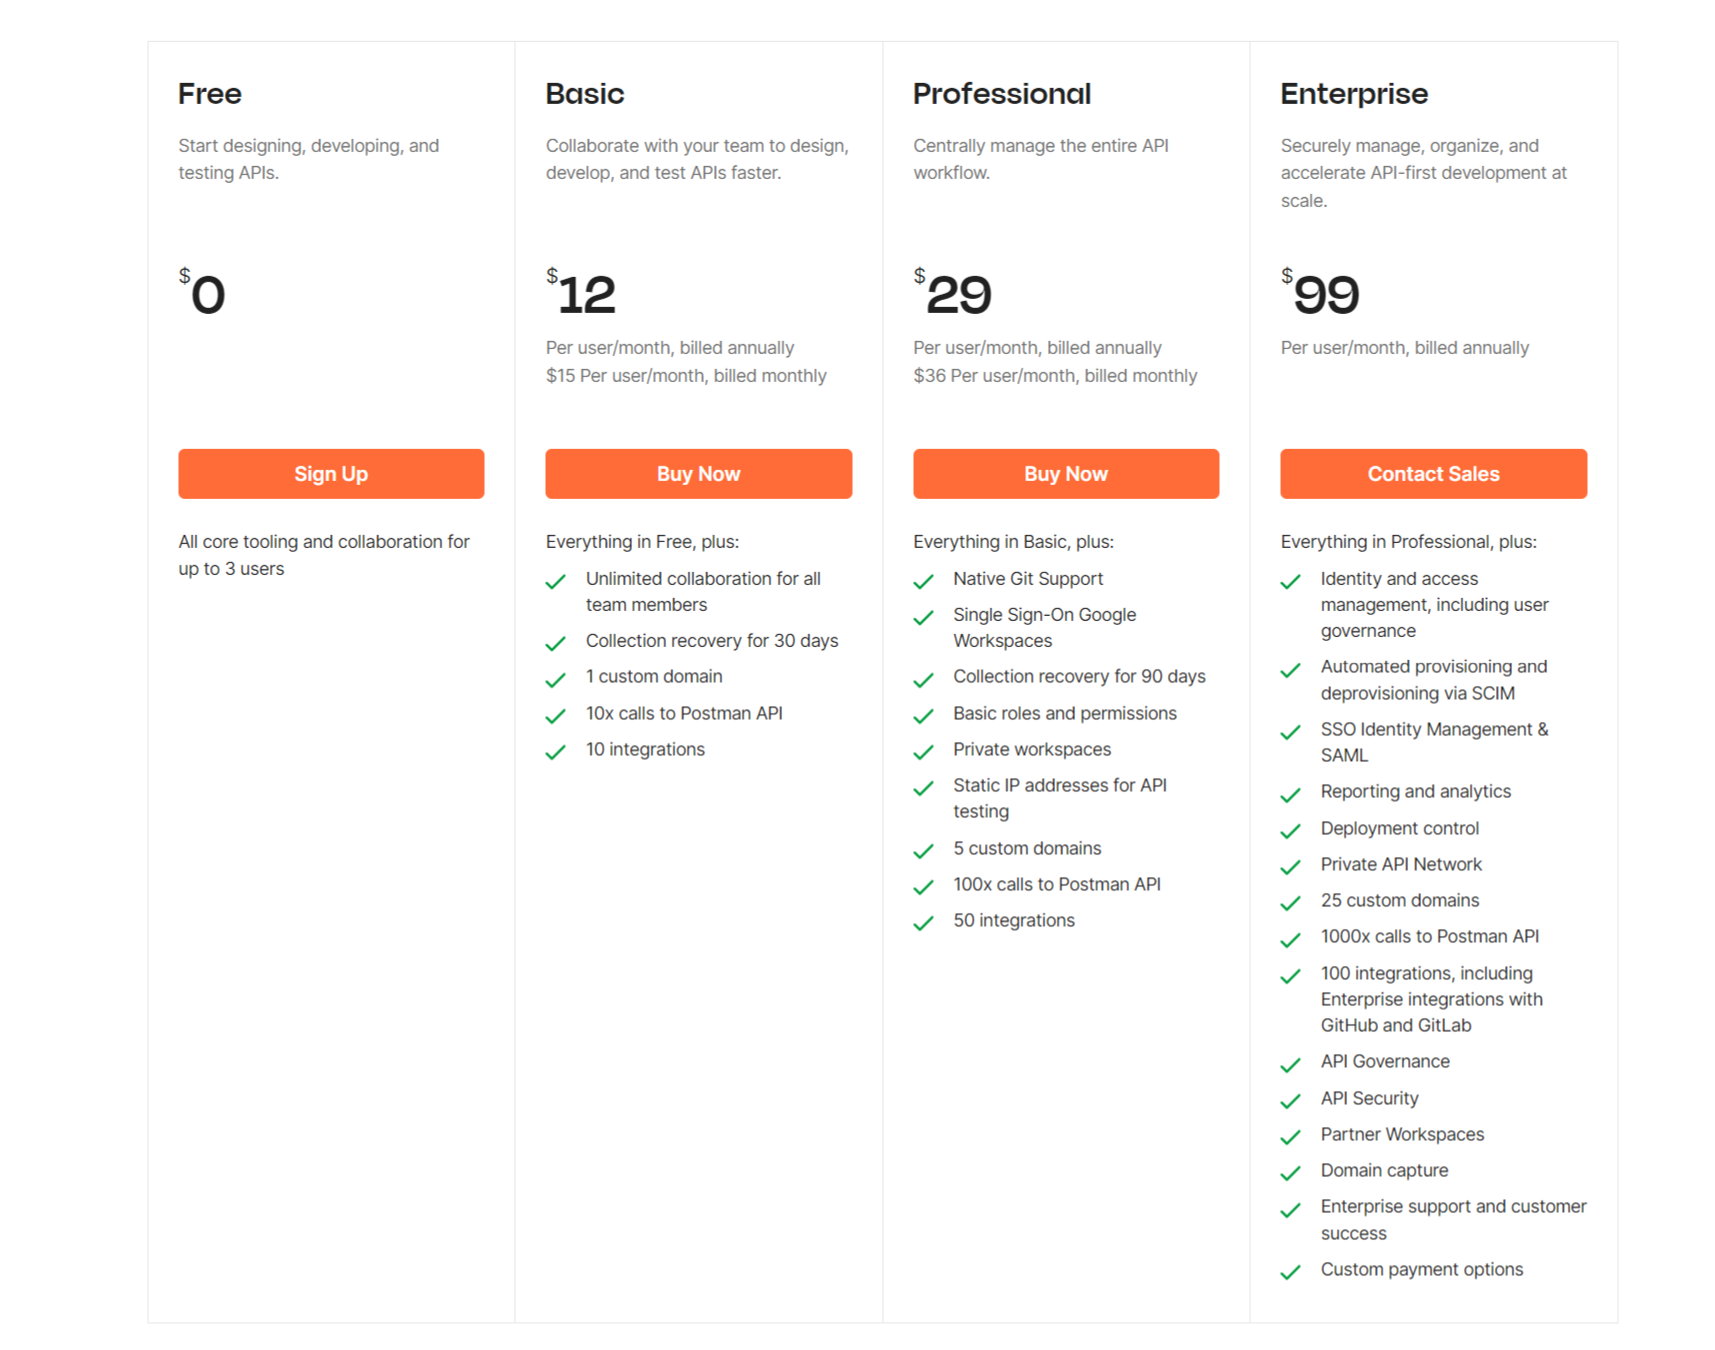 Free
Start designing, developing, and
testing APIs.
$0
Sign Up
All core tooling and collaboration for
up to 3 users
Basic
Collaborate with your team to design,
develop, and test APIs faster.
$12
Per user/month, billed annually
$15 Per user/month, billed monthly
Buy Now
Everything in Free, plus:
Unlimited collaboration for all
team members
Collection recovery for 30 days
1 custom domain
10x calls to Postman API
10 integrations
Professional
Centrally manage the entire API
workflow.
$29
Per user/month, billed annually
$36 Per user/month, billed monthly
Buy Now
Everything in Basic, plus:
Native Git Support
Single Sign-On Google
Workspaces
Collection recovery for 90 days
Basic roles and permissions
Private workspaces
Static IP addresses for API
testing
5 custom domains
100x calls to Postman API
50 integrations
Enterprise
Securely manage, organize, and
accelerate API-first development at
scale.
$99
Per user/month, billed annually
Contact Sales
Everything in Professional, plus:
Identity and access
management, including user
governance
Automated provisioning and
deprovisioning via SCIM
SSO Identity Management &
SAML
Reporting and analytics
Deployment control
Private API Network
25 custom domains
1000x calls to Postman API
100 integrations, including
Enterprise integrations with
GitHub and GitLab
API Governance
API Security
Partner Workspaces
Domain capture
Enterprise support and customer
success
Custom payment options